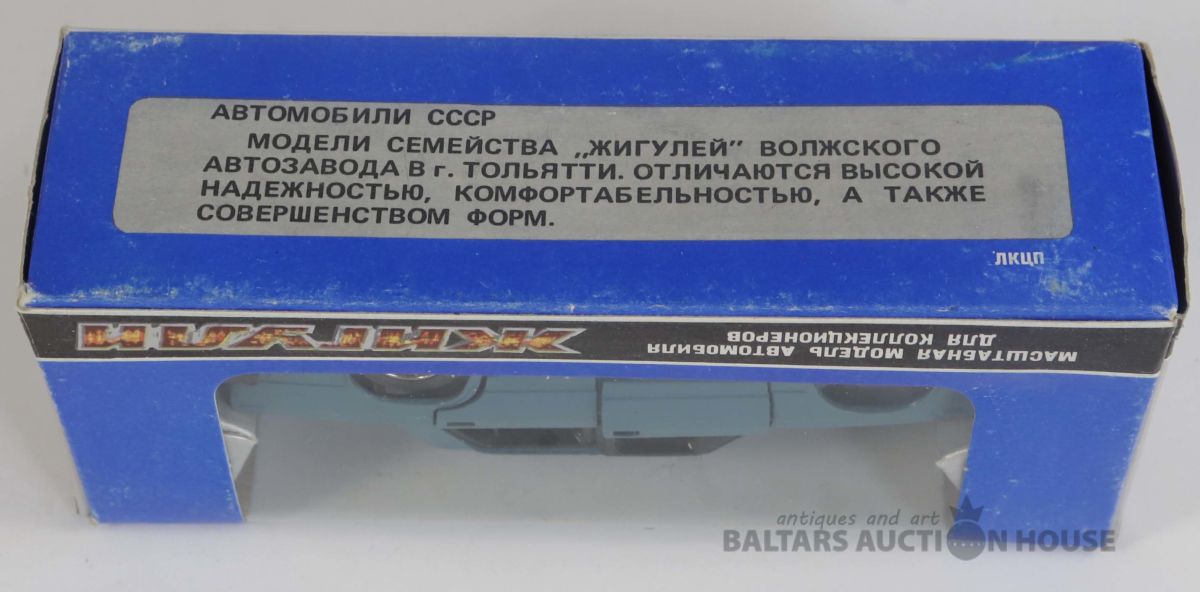 АВТОМОБИЛИ СССР
МОДЕЛИ СЕМЕЙСТВА „ЖИГУЛЕЙ" ВОЛЖСКОГО
АВТОЗАВОДА В г. ТОЛЬЯТТИ. ОТЛИЧАЮТСЯ ВЫСОКОЙ
НАДЕЖНОСТЬЮ, КОМФОРТАБЕЛЬНОСТЬЮ, А ТАКЖЕ
СОВЕРШЕНСТВОМ ФОРМ.
ЛКЦП
МАСШТАБНАЯ МОДЕЛЬ АВТОМОБИЛЯ
ДЛЯ КОЛЛЕКЦИОНЕРОВ
ЖИГУЛИ
antiques and art
BALTARS AUCTION HOUSE